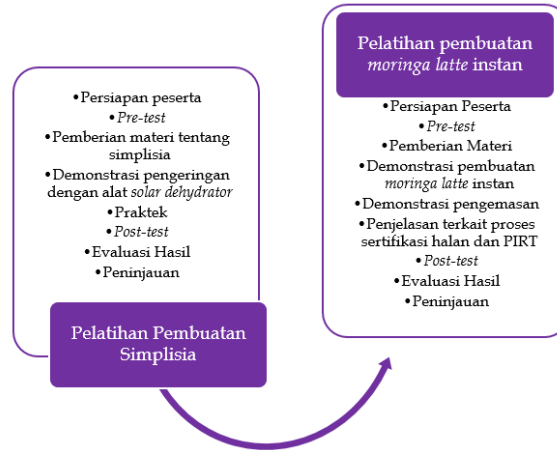 •Persiapan peserta
•Pre-test
•Pemberian materi tentang
simplisia
•Demonstrasi pengeringan
dengan alat solar dehydrator
•Praktek
•Post-test
•Evaluasi Hasil
•Peninjauan
Pelatihan Pembuatan
Simplisia
Pelatihan pembuatan
moringa latte instan
•Persiapan Peserta
•Pre-test
•Pemberian Materi
•Demonstrasi pembuatan
moringa latte instan
•Demonstrasi pengemasan
•Penjelasan terkait proses
sertifikasi halan dan PIRT
•Post-test
•Evaluasi Hasil
•Peninjauan